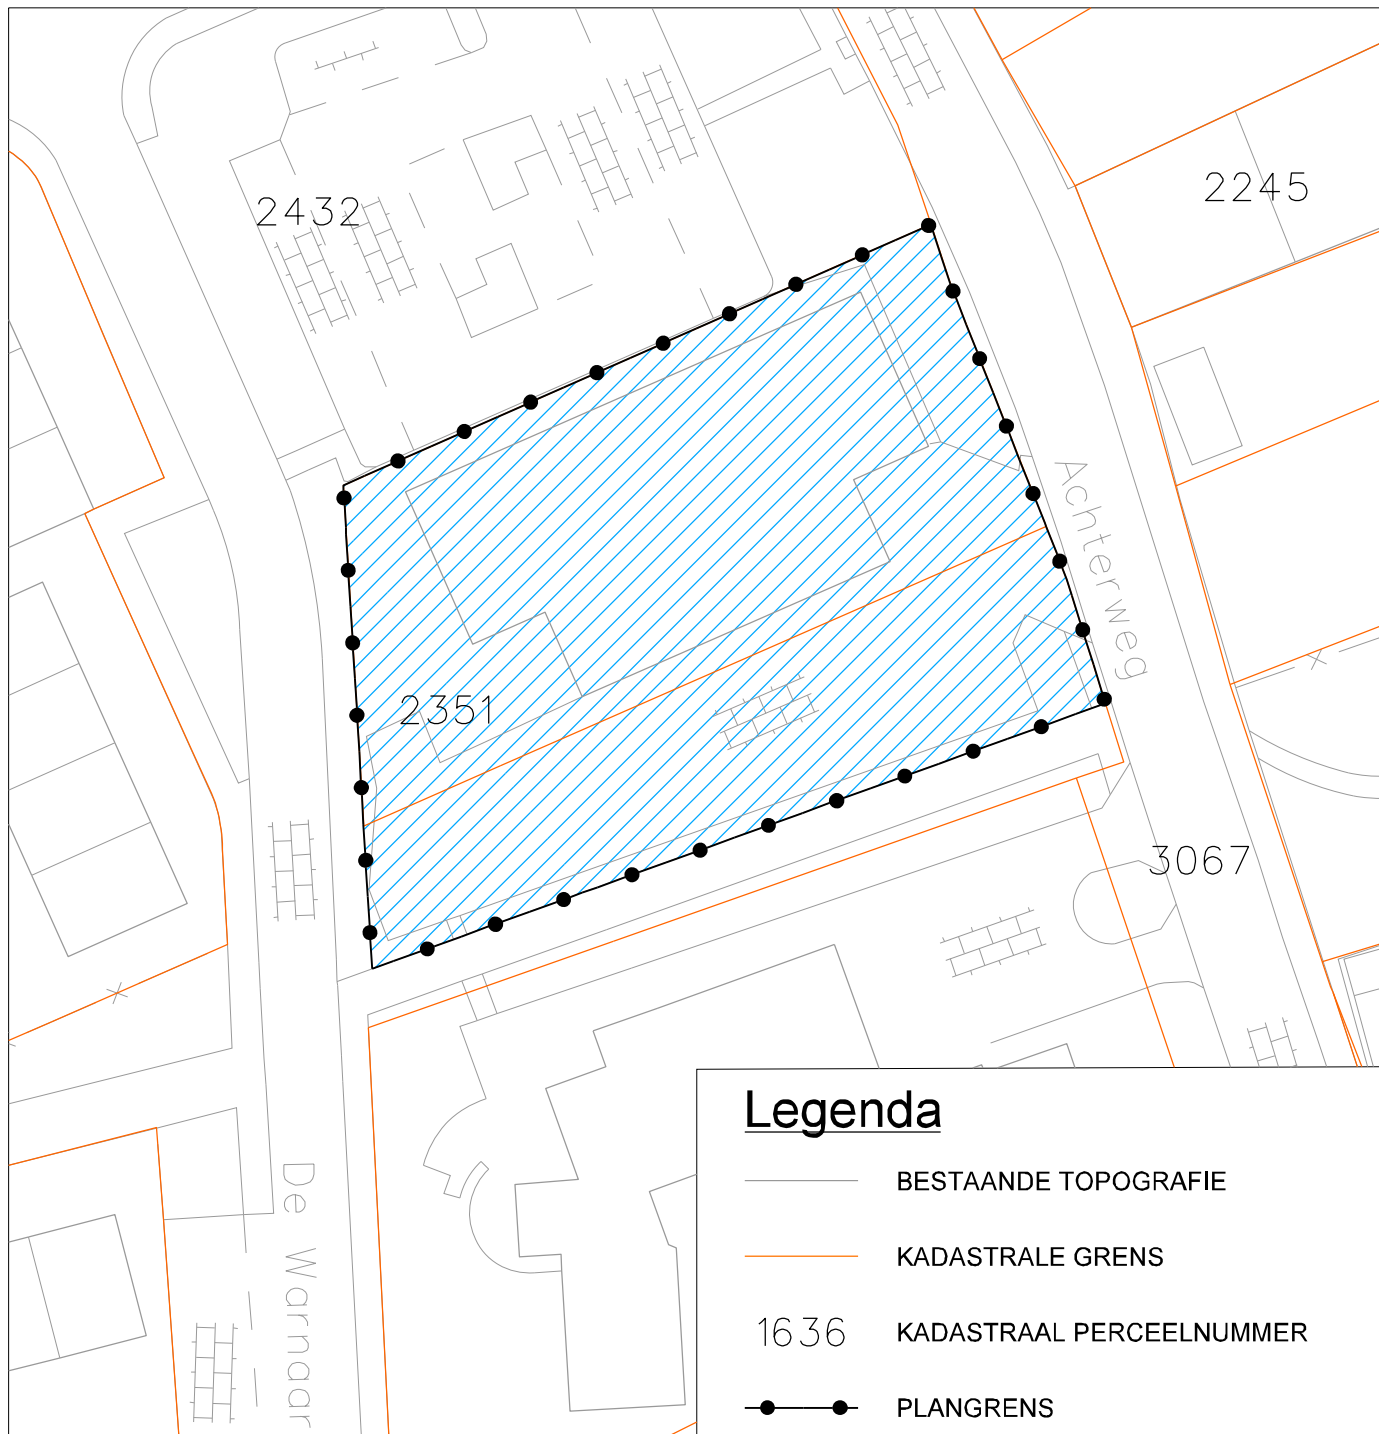 2432
2245
Achterweg
2351
3067
De Warnaar
Legenda
BESTAANDE TOPOGRAFIE
KADASTRALE GRENS
1636 KADASTRAAL PERCEELNUMMER
PLANGRENS